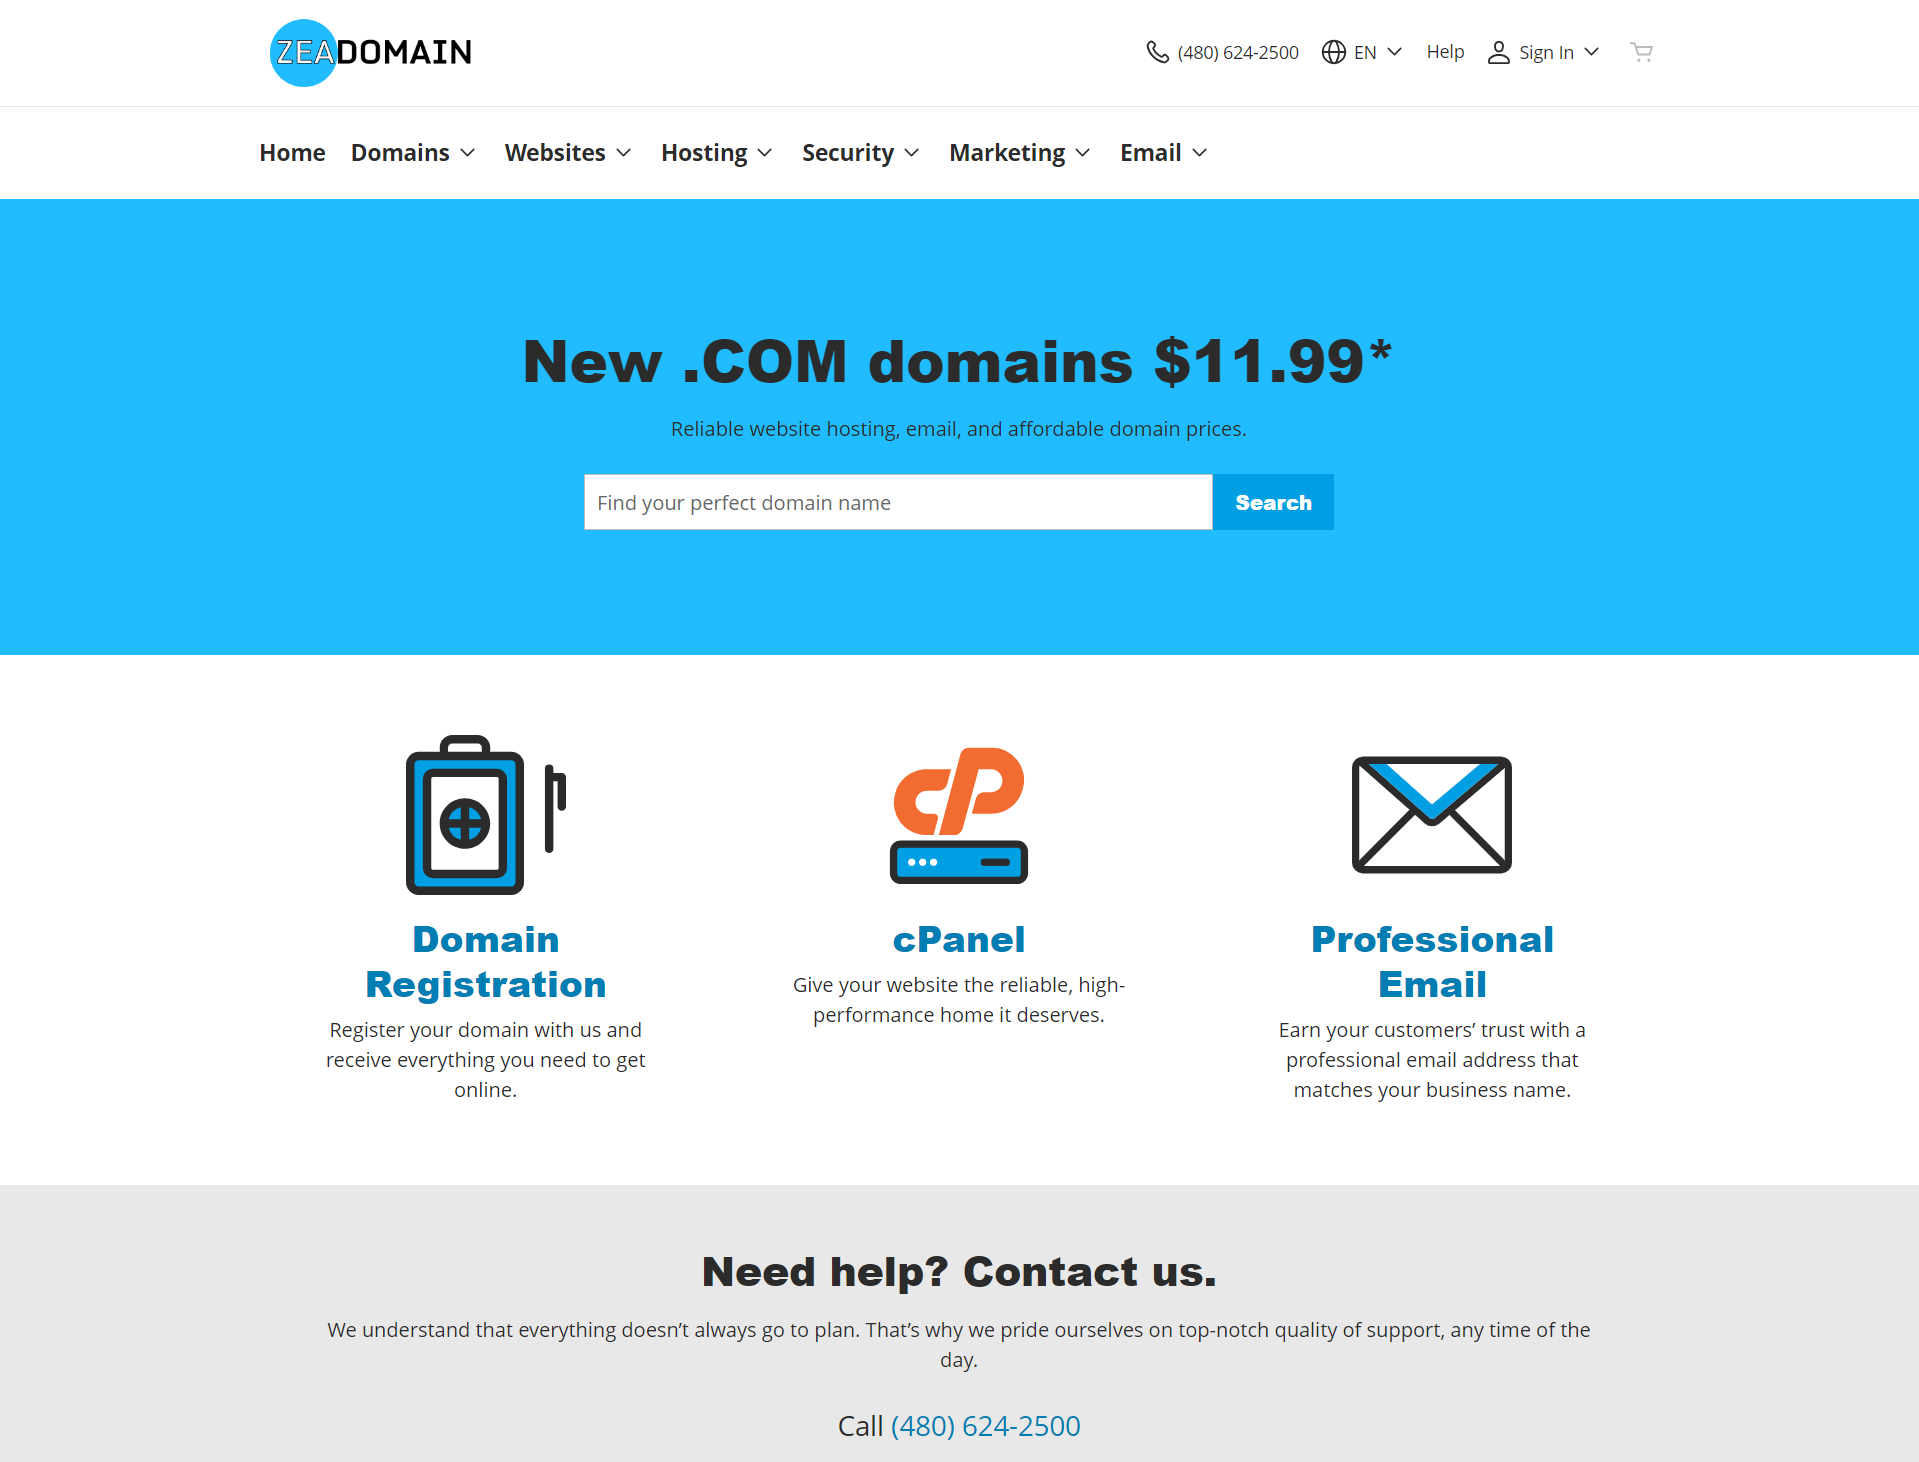 ZEADOMAIN
(480) 624-2500
EN
Help
Sign In
Home
Domains
Websites
Hosting
Security
Marketing
Email
New .COM domains $11.99*
Reliable website hosting, email, and affordable domain prices.
Find your perfect domain name
Search
cP
Domain
Registration
Register your domain with us and
receive everything you need to get
online.
cPanel
Give your website the reliable, high-
performance home it deserves.
Professional
Email
Earn your customers’ trust with a
professional email address that
matches your business name.
Need help? Contact us.
We understand that everything doesn’t always go to plan. That’s why we pride ourselves on top-notch quality of support, any time of the
day.
Call (480) 624-2500